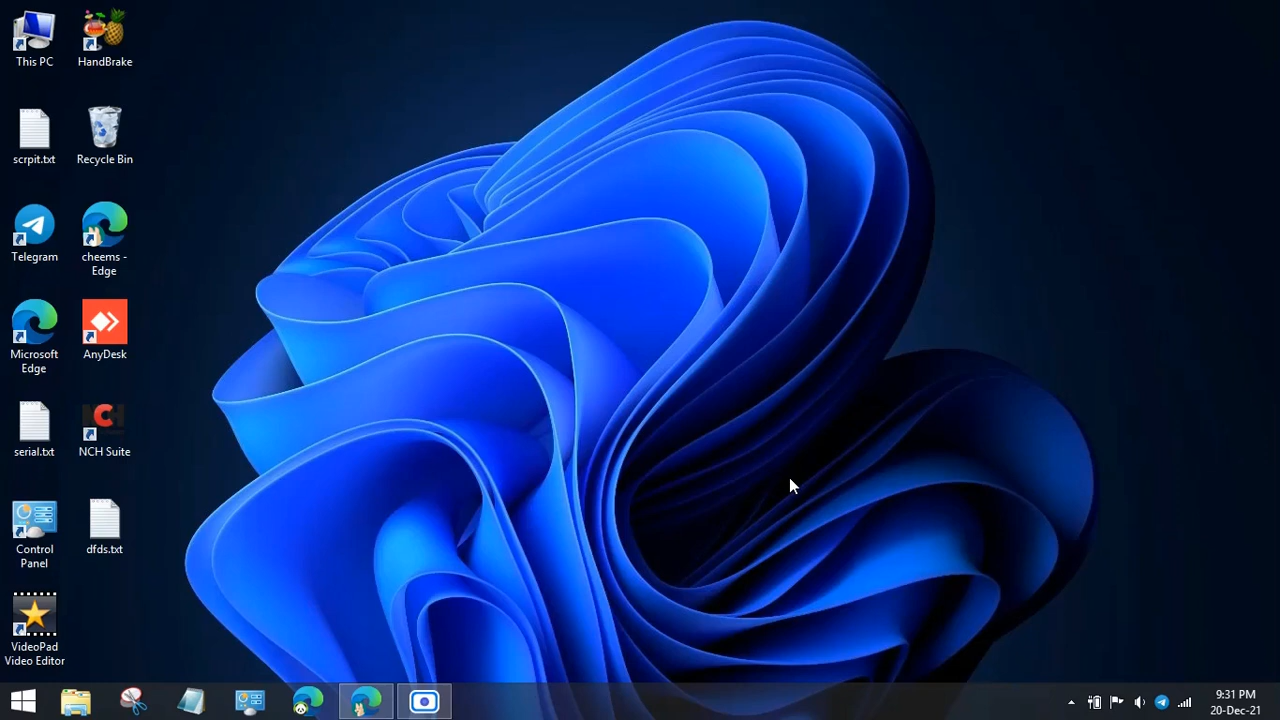 This PC
HandBrake
scrpit.txt
Recycle Bin
Telegram
cheems -
Edge
Microsoft
Edge
AnyDesk
serial.txt
NCH Suite
Control
Panel
dfds.txt
VideoPad
Video Editor
9:31 PM
20-Dec-21